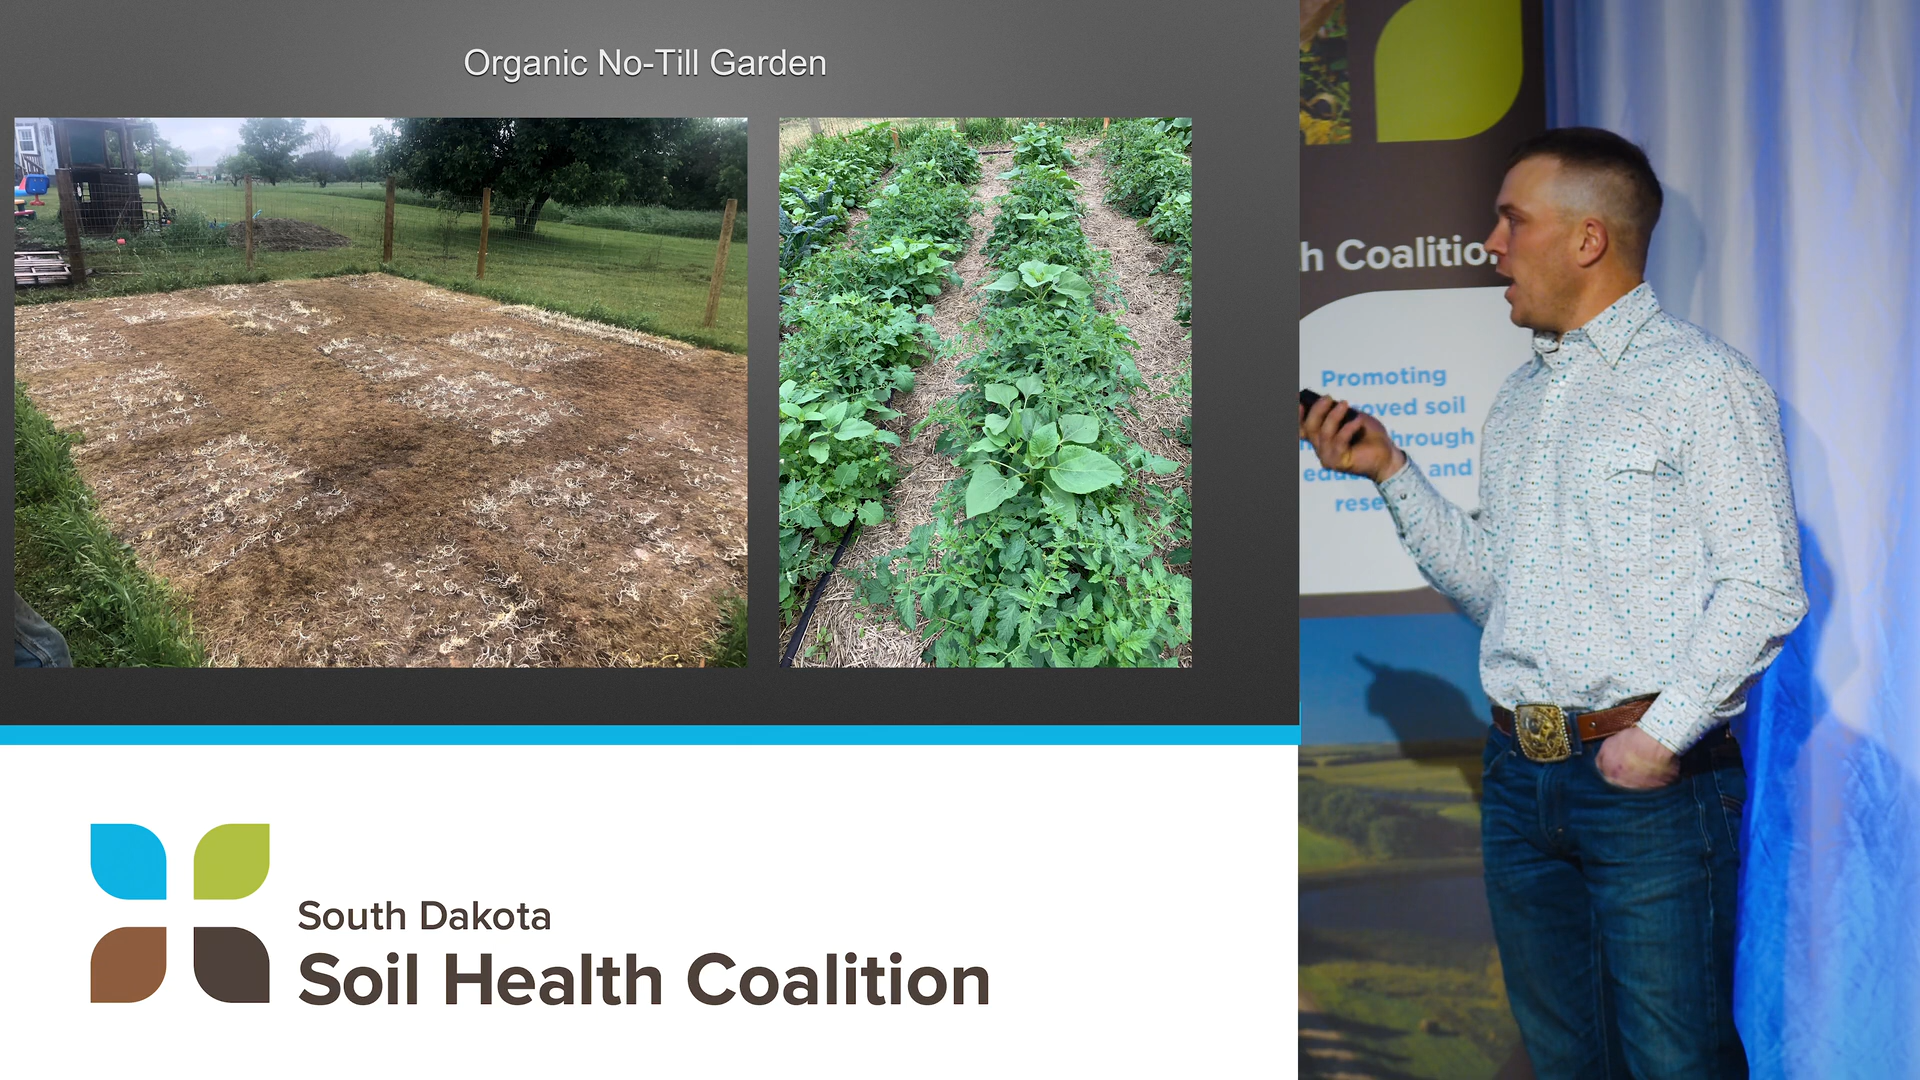 Organic No-Till Garden
h Coalitio
Promoting
oved soil
hrough
and
South Dakota
Soil Health Coalition